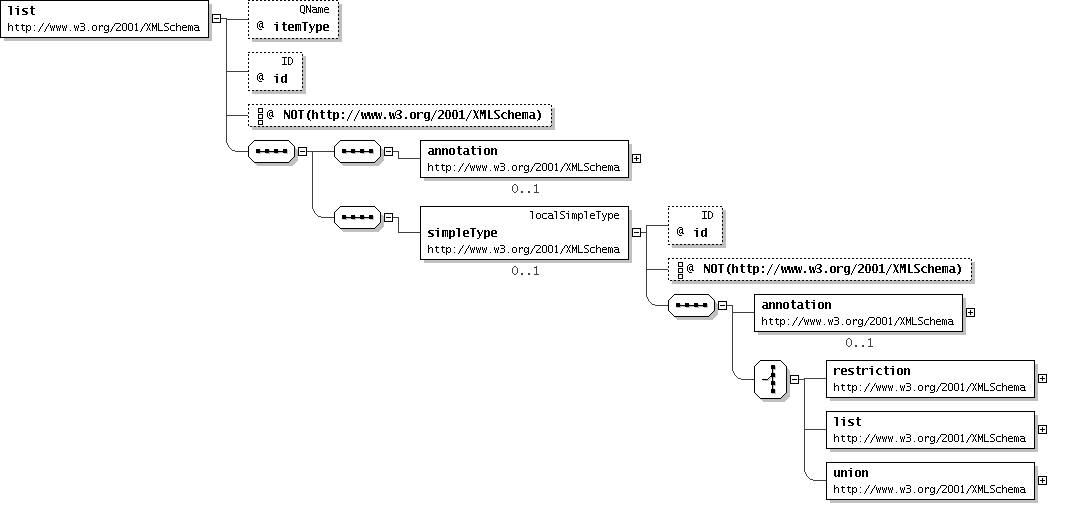 list
http://www.w3.org/2001/XMLSchema
QName
@ itemType
ID
@ id
@ NOT(http://www.w3.org/2001/XMLSchema)
annotation
http://www.w3.org/2001/XMLSchema
0..1
localSimpleType
simpleType
http://www.w3.org/2001/XMLSchema
0..1
ID
@ id
@ NOT(http://www.w3.org/2001/XMLSchema)
annotation
http://www.w3.org/2001/XMLSchema
0..1
restriction
http://www.w3.org/2001/XMLSchema
list
http://www.w3.org/2001/XMLSchema
union
http://www.w3.org/2001/XMLSchema